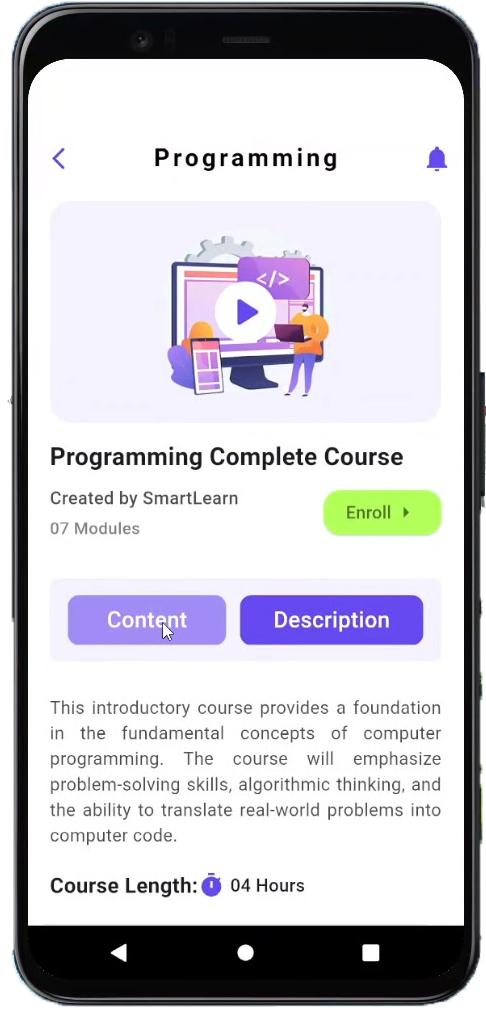 Programming
</>
Programming Complete Course
Created by SmartLearn
07 Modules
Enroll
Content
Description
This introductory course provides a foundation
in the fundamental concepts of computer
programming. The course will emphasize
problem-solving skills, algorithmic thinking, and
the ability to translate real-world problems into
computer code.
Course Length: 04 Hours